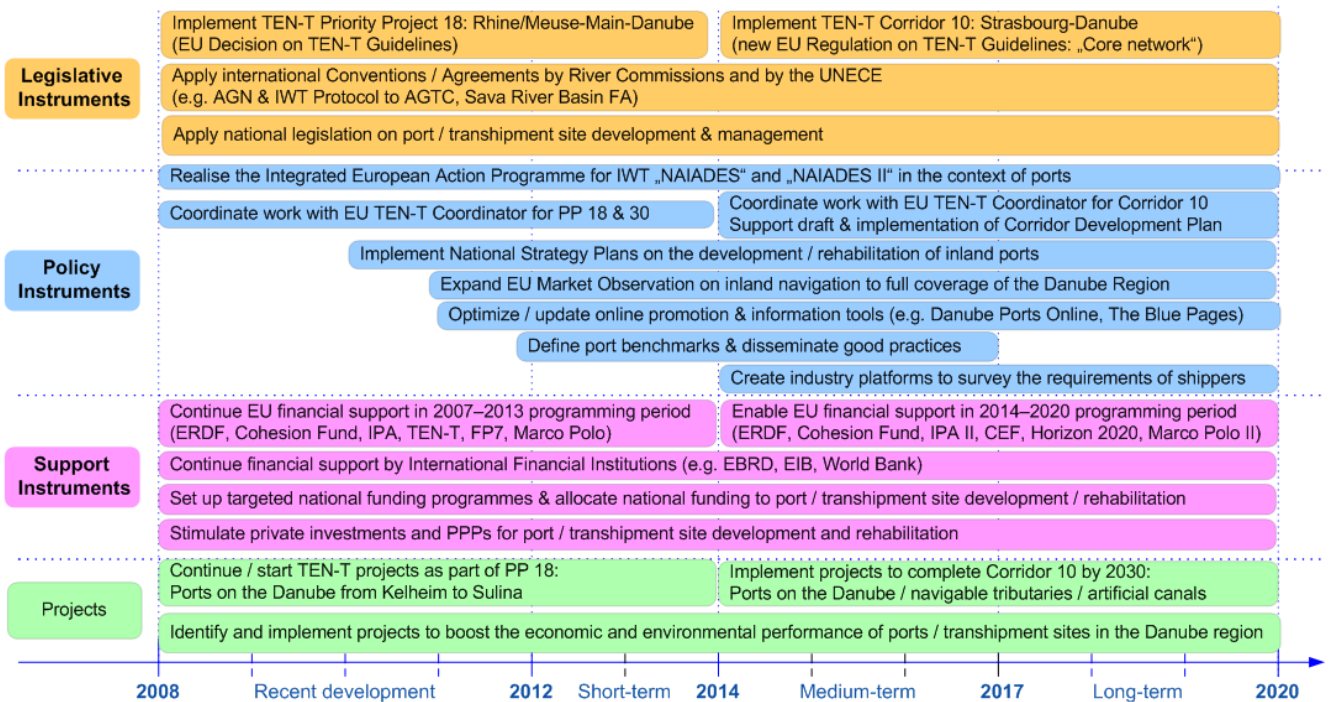 Legislative
Instruments
Implement TEN-T Priority Project 18: Rhine/Meuse-Main-Danube
(EU Decision on TEN-T Guidelines)
Implement TEN-T Corridor 10: Strasbourg-Danube
(new EU Regulation on TEN-T Guidelines: „Core network“)
Apply international Conventions / Agreements by River Commissions and by the UNECE
(e.g. AGN & IWT Protocol to AGTC, Sava River Basin FA)
Apply national legislation on port / transhipment site development & management
Policy
Instruments
Realise the Integrated European Action Programme for IWT „NAIADES“ and „NAIADES II“ in the context of ports
Coordinate work with EU TEN-T Coordinator for PP 18 & 30
Coordinate work with EU TEN-T Coordinator for Corridor 10
Support draft & implementation of Corridor Development Plan
Implement National Strategy Plans on the development / rehabilitation of inland ports
Expand EU Market Observation on inland navigation to full coverage of the Danube Region
Optimize / update online promotion & information tools (e.g. Danube Ports Online, The Blue Pages)
Define port benchmarks & disseminate good practices
Create industry platforms to survey the requirements of shippers
Support
Instruments
Continue EU financial support in 2007–2013 programming period
(ERDF, Cohesion Fund, IPA, TEN-T, FP7, Marco Polo)
Enable EU financial support in 2014–2020 programming period
(ERDF, Cohesion Fund, IPA II, CEF, Horizon 2020, Marco Polo II)
Continue financial support by International Financial Institutions (e.g. EBRD, EIB, World Bank)
Set up targeted national funding programmes & allocate national funding to port / transhipment site development / rehabilitation
Stimulate private investments and PPPs for port / transhipment site development and rehabilitation
Projects
Continue / start TEN-T projects as part of PP 18:
Ports on the Danube from Kelheim to Sulina
Implement projects to complete Corridor 10 by 2030:
Ports on the Danube / navigable tributaries / artificial canals
Identify and implement projects to boost the economic and environmental performance of ports / transhipment sites in the Danube region
2008 Recent development 2012 Short-term 2014 Medium-term 2017 Long-term 2020